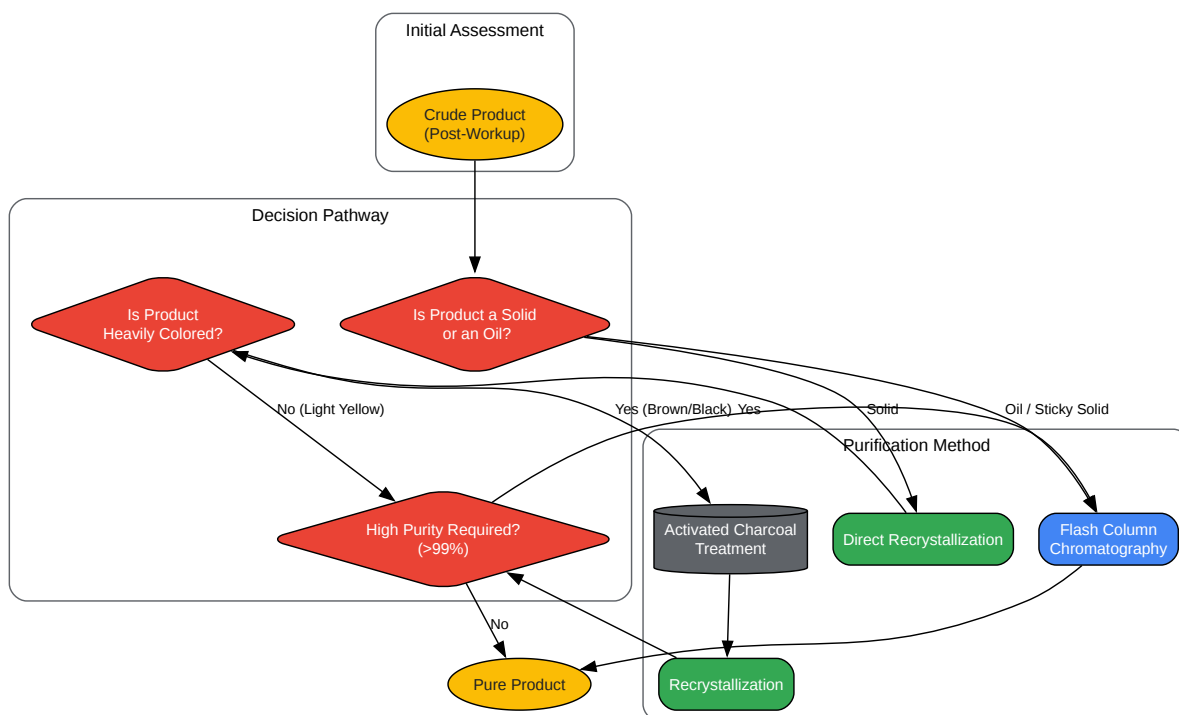 Initial Assessment
Crude Product
(Post-Workup)
Decision Pathway
Is Product
Heavily Colored?
Is Product a Solid
or an Oil?
No (Light Yellow)
Yes (Brown/Black)
Yes
Solid
Oil / Sticky Solid
Purification Method
High Purity Required?
(>99%)
Activated Charcoal
Treatment
Direct Recrystallization
Flash Column
Chromatography
No
Pure Product
Recrystallization